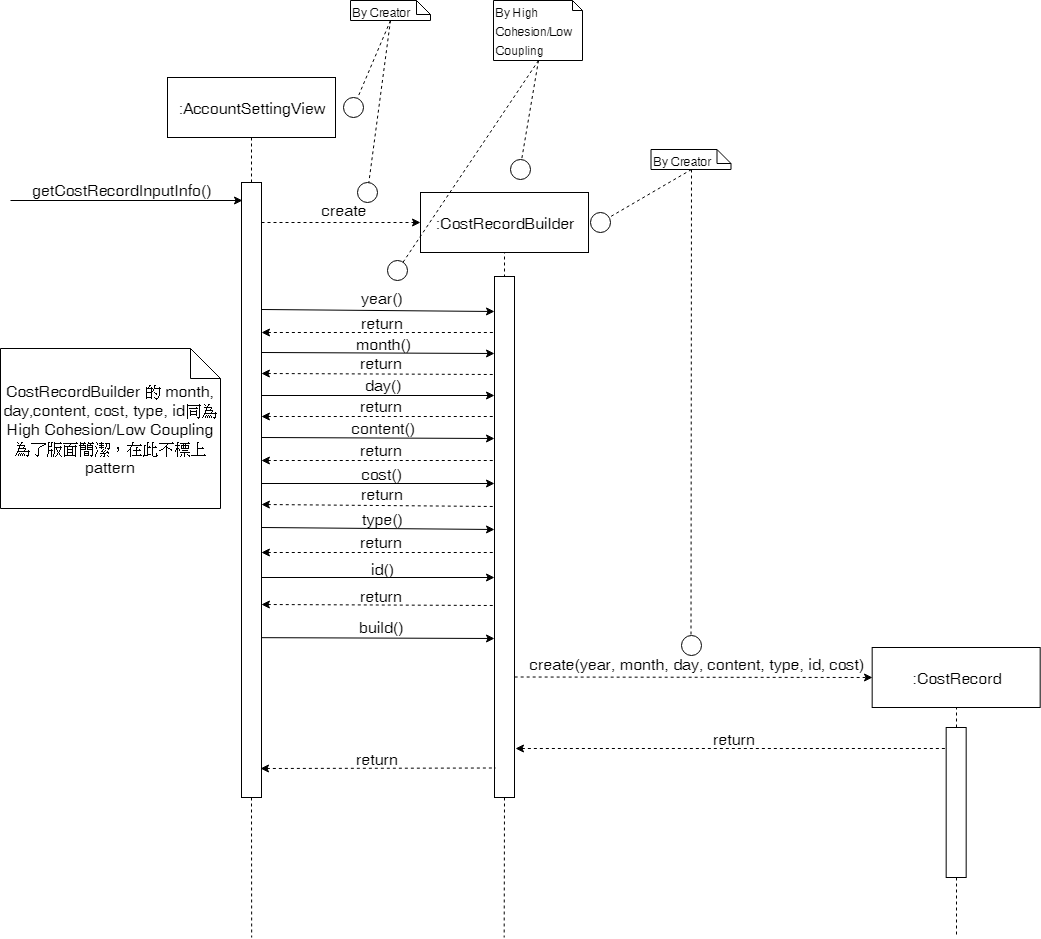 By Creator
By High
Cohesion/Low
Coupling
:AccountSettingView
By Creator
getCostRecordInputInfo()
create
:CostRecordBuilder
year()
return
month()
return
day()
return
content()
return
cost()
return
type()
return
id()
return
build()
CostRecordBuilder 的 month,
day,content, cost, type, id同為
High Cohesion/Low Coupling
為了版面簡潔，在此不標上
pattern
create(year, month, day, content, type, id, cost)
:CostRecord
return
return